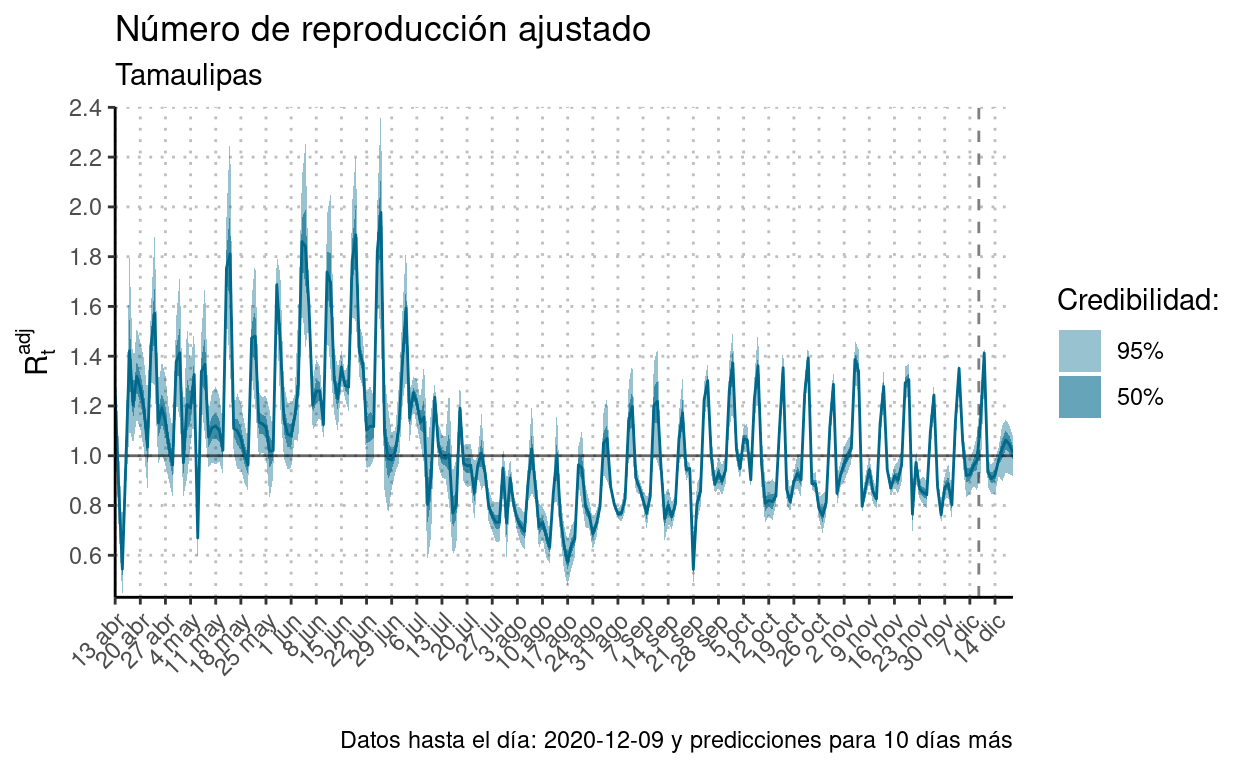 Número de reproducción ajustado
Tamaulipas
2.4
2.2
2.0
1.8
1.6
1.4
1.2
1.0
0.8
0.6
R_t^adj
13 abr
20 abr
27 abr
4 may
11 may
18 may
25 may
1 jun
8 jun
15 jun
22 jun
29 jun
6 jul
13 jul
20 jul
27 jul
3 ago
10 ago
17 ago
24 ago
31 ago
7 sep
14 sep
21 sep
28 sep
5 oct
12 oct
19 oct
26 oct
2 nov
9 nov
16 nov
23 nov
30 nov
7 dic
14 dic
Credibilidad:
95%
50%
Datos hasta el día: 2020-12-09 y predicciones para 10 días más